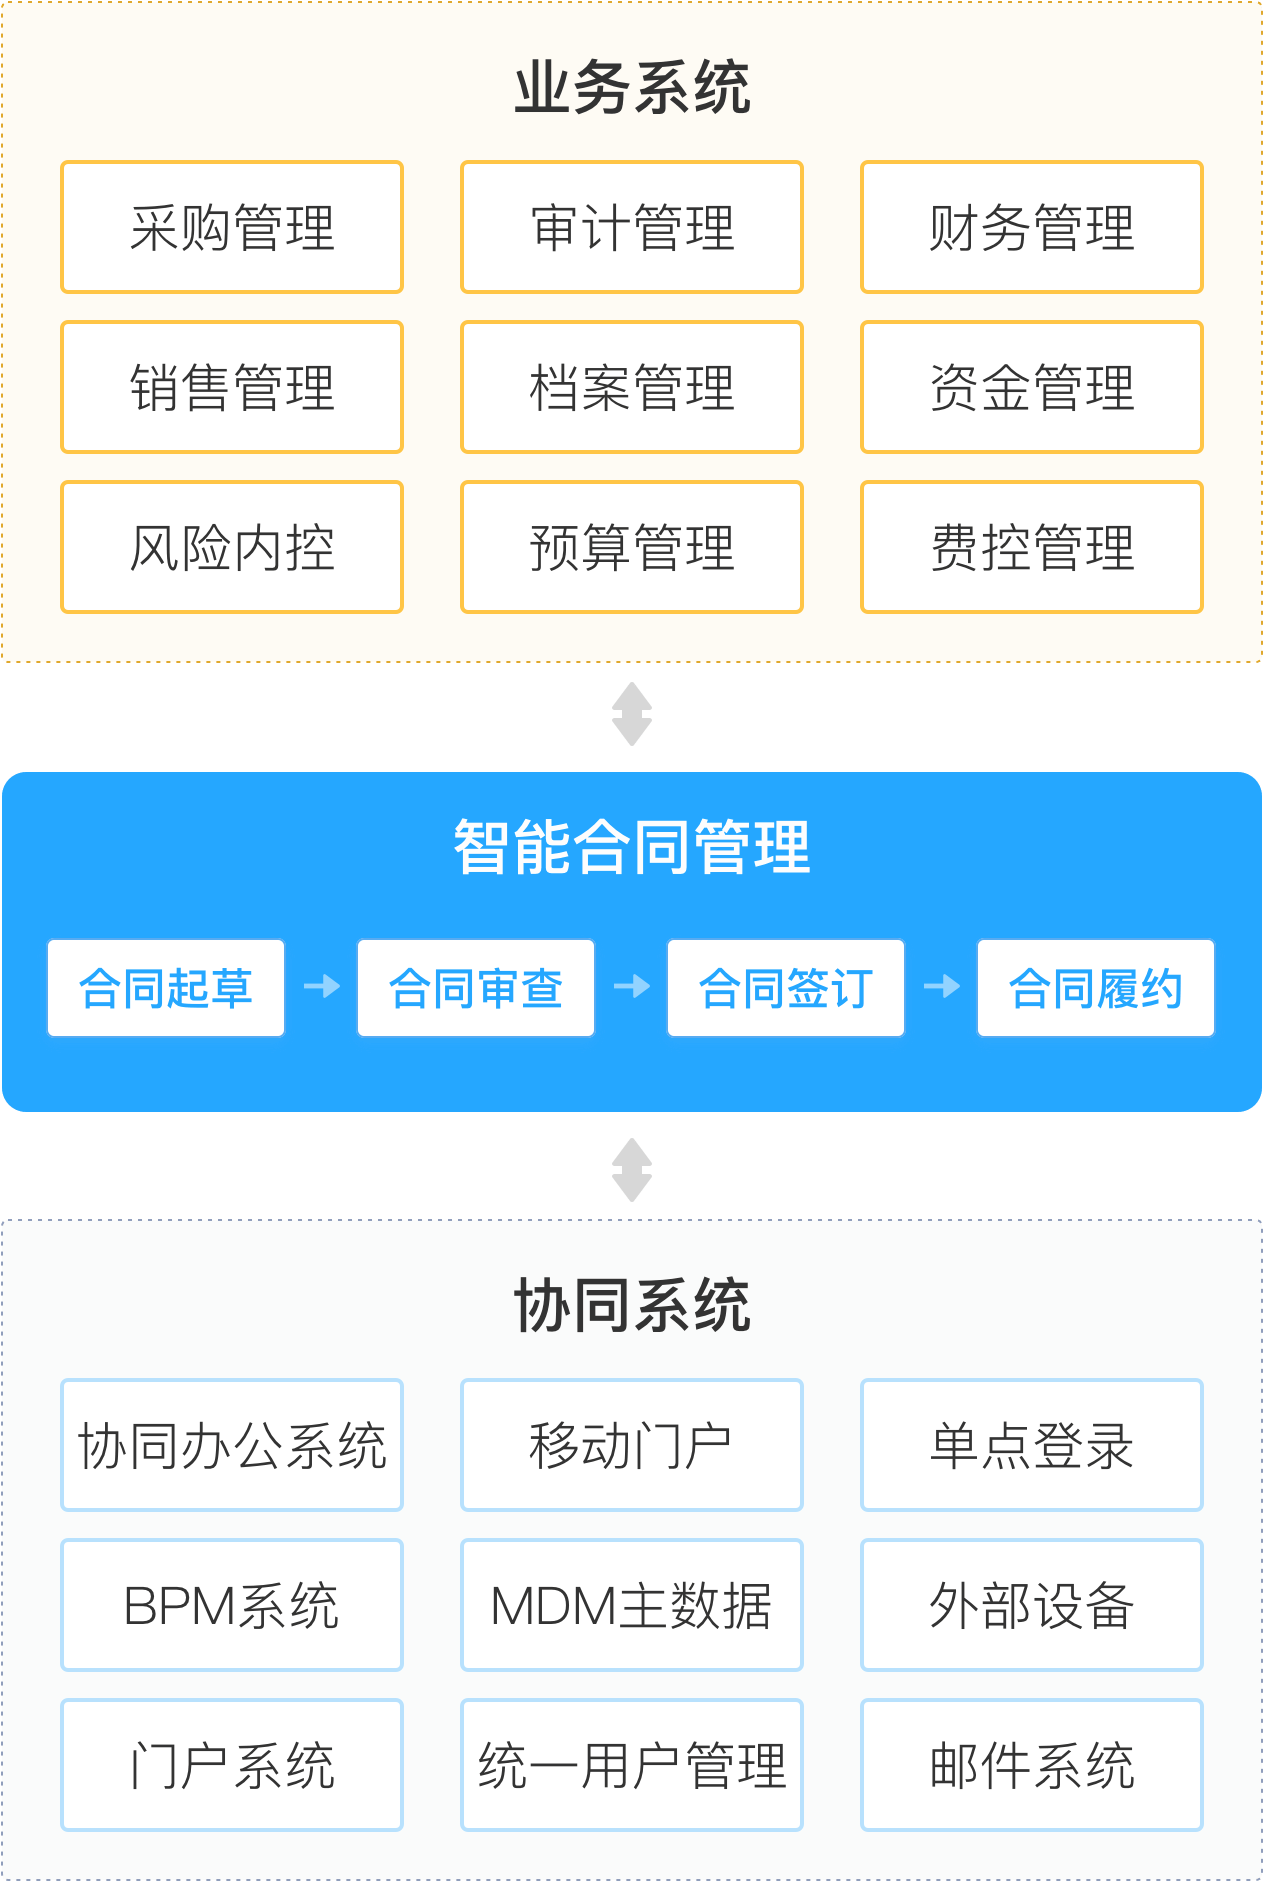 业务系统
采购管理 审计管理 财务管理
销售管理 档案管理 资金管理
风险内控 预算管理 费控管理
智能合同管理
合同起草 合同审查 合同签订 合同履约
协同系统
协同办公系统 移动门户 单点登录
BPM系统 MDM主数据 外部设备
门户系统 统一用户管理 邮件系统